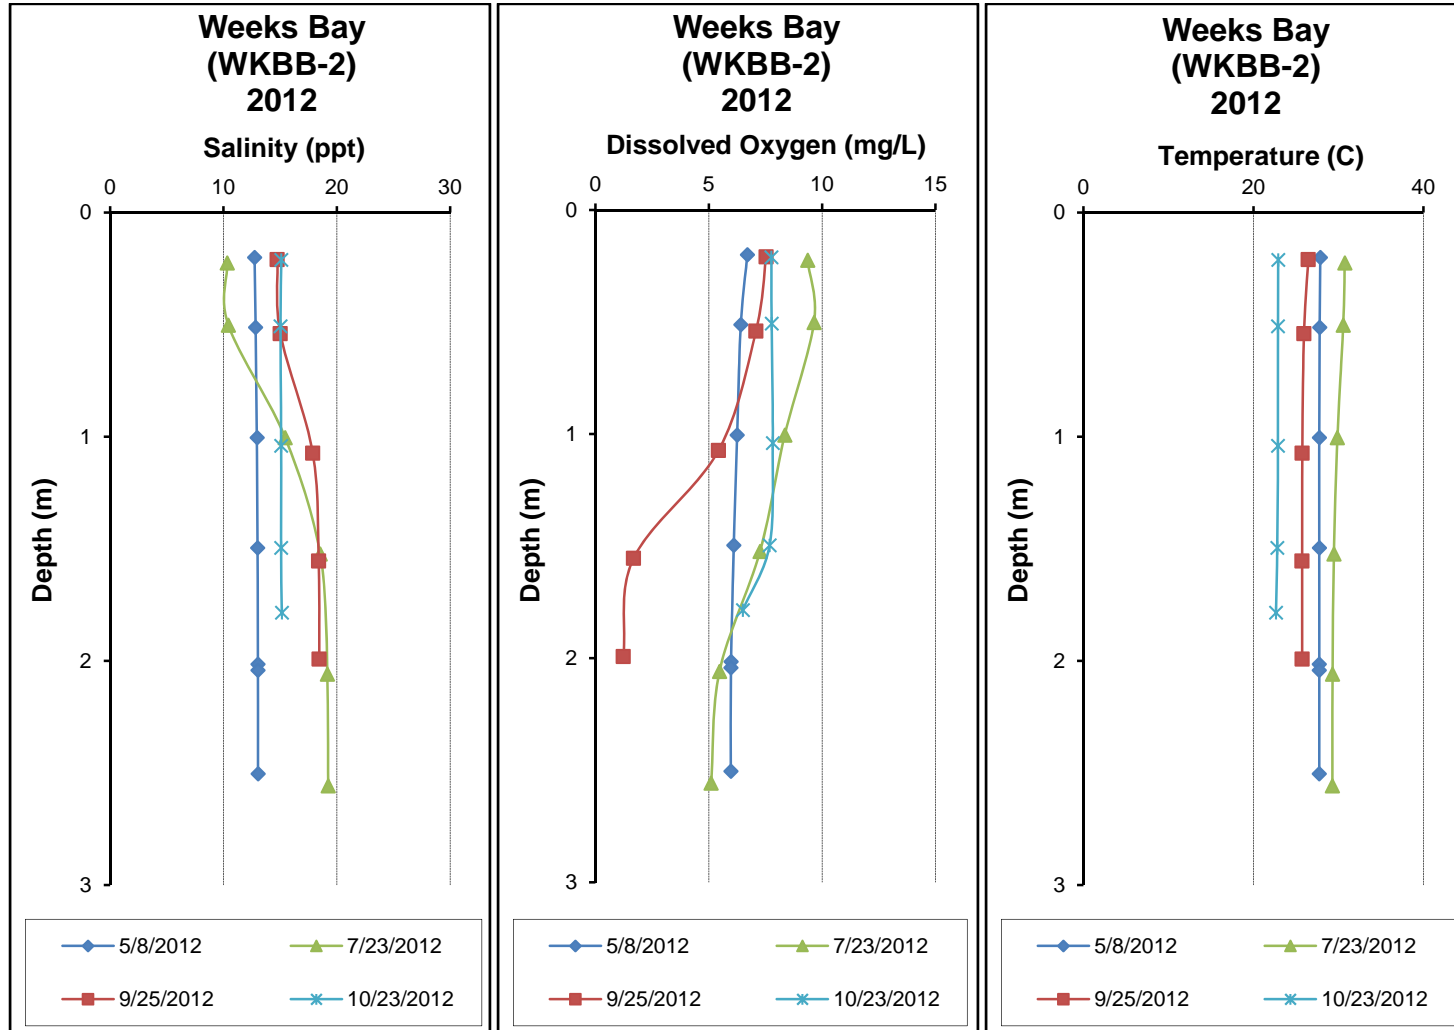 Weeks Bay
(WKBB-2)
2012
Salinity (ppt)
0 10 20 30
0
1
2
3
Depth (m)
5/8/2012 7/23/2012
9/25/2012 10/23/2012
Weeks Bay
(WKBB-2)
2012
Dissolved Oxygen (mg/L)
0 5 10 15
0
1
2
3
Depth (m)
5/8/2012 7/23/2012
9/25/2012 10/23/2012
Weeks Bay
(WKBB-2)
2012
Temperature (C)
0 20 40
0
1
2
3
Depth (m)
5/8/2012 7/23/2012
9/25/2012 10/23/2012